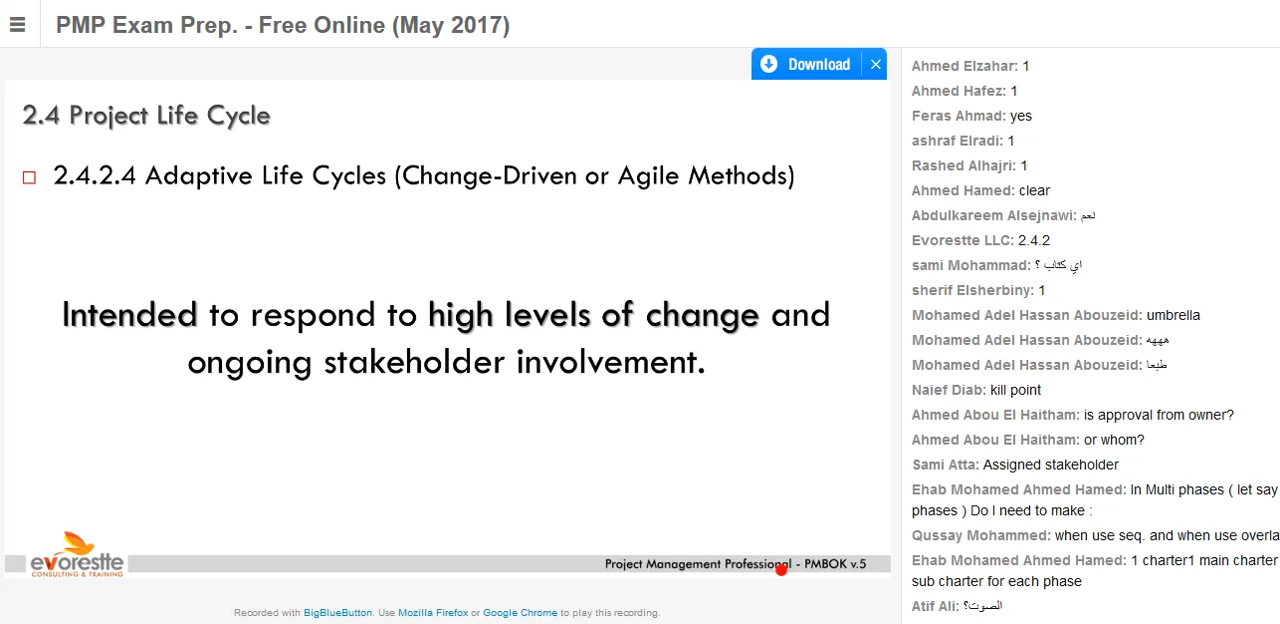 PMP Exam Prep. - Free Online (May 2017)
Download
2.4 Project Life Cycle
2.4.2.4 Adaptive Life Cycles (Change-Driven or Agile Methods)
Intended to respond to high levels of change and
ongoing stakeholder involvement.
evorestte
CONSULTING & TRAINING
Project Management Professional - PMBOK v.5
Recorded with BigBlueButton. Use Mozilla Firefox or Google Chrome to play this recording.
Ahmed Elzahar: 1
Ahmed Hafez: 1
Feras Ahmad: yes
ashraf Elradi: 1
Rashed Alhajri: 1
Ahmed Hamed: clear
Abdulkareem Alsejnawi: نعم
Evorestte LLC: 2.4.2
sami Mohammad: اي كتاب ؟
sherif Elsherbiny: 1
Mohamed Adel Hassan Abouzeid: umbrella
Mohamed Adel Hassan Abouzeid: هههه
Mohamed Adel Hassan Abouzeid: طبعا
Naief Diab: kill point
Ahmed Abou El Haitham: is approval from owner?
Ahmed Abou El Haitham: or whom?
Sami Atta: Assigned stakeholder
Ehab Mohamed Ahmed Hamed: In Multi phases ( let say
phases ) Do I need to make :
Qussay Mohammed: when use seq. and when use overla
Ehab Mohamed Ahmed Hamed: 1 charter1 main charter
sub charter for each phase
Atif Ali: الصوت؟